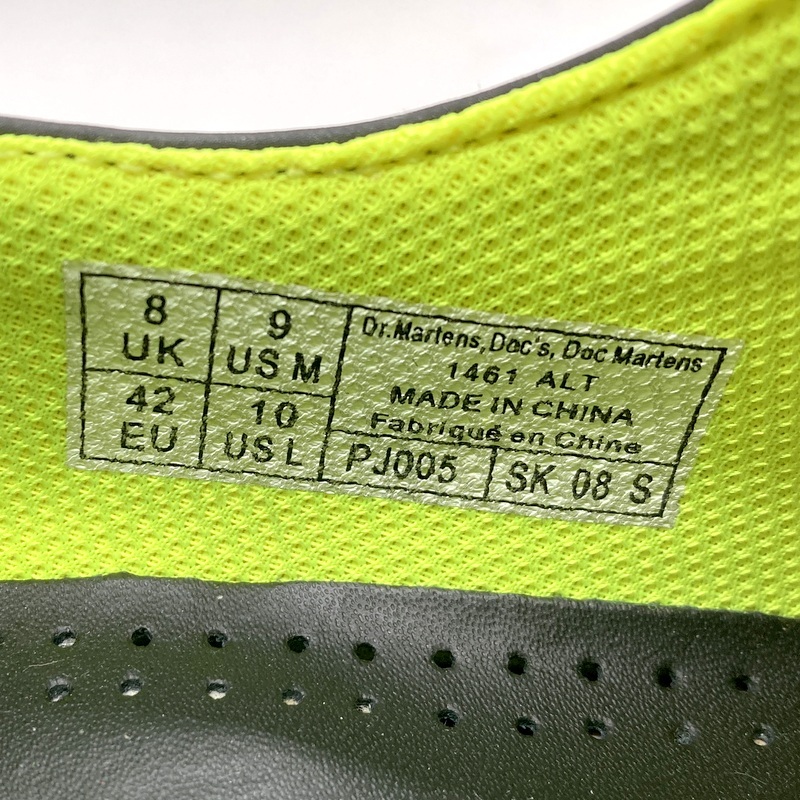 8
UK
9
US M
42
EU
10
US L
Dr.Martens, Doc's, Doc Martens
1461 ALT
MADE IN CHINA
Fabriqué en Chine
PJ005
SK 08 S